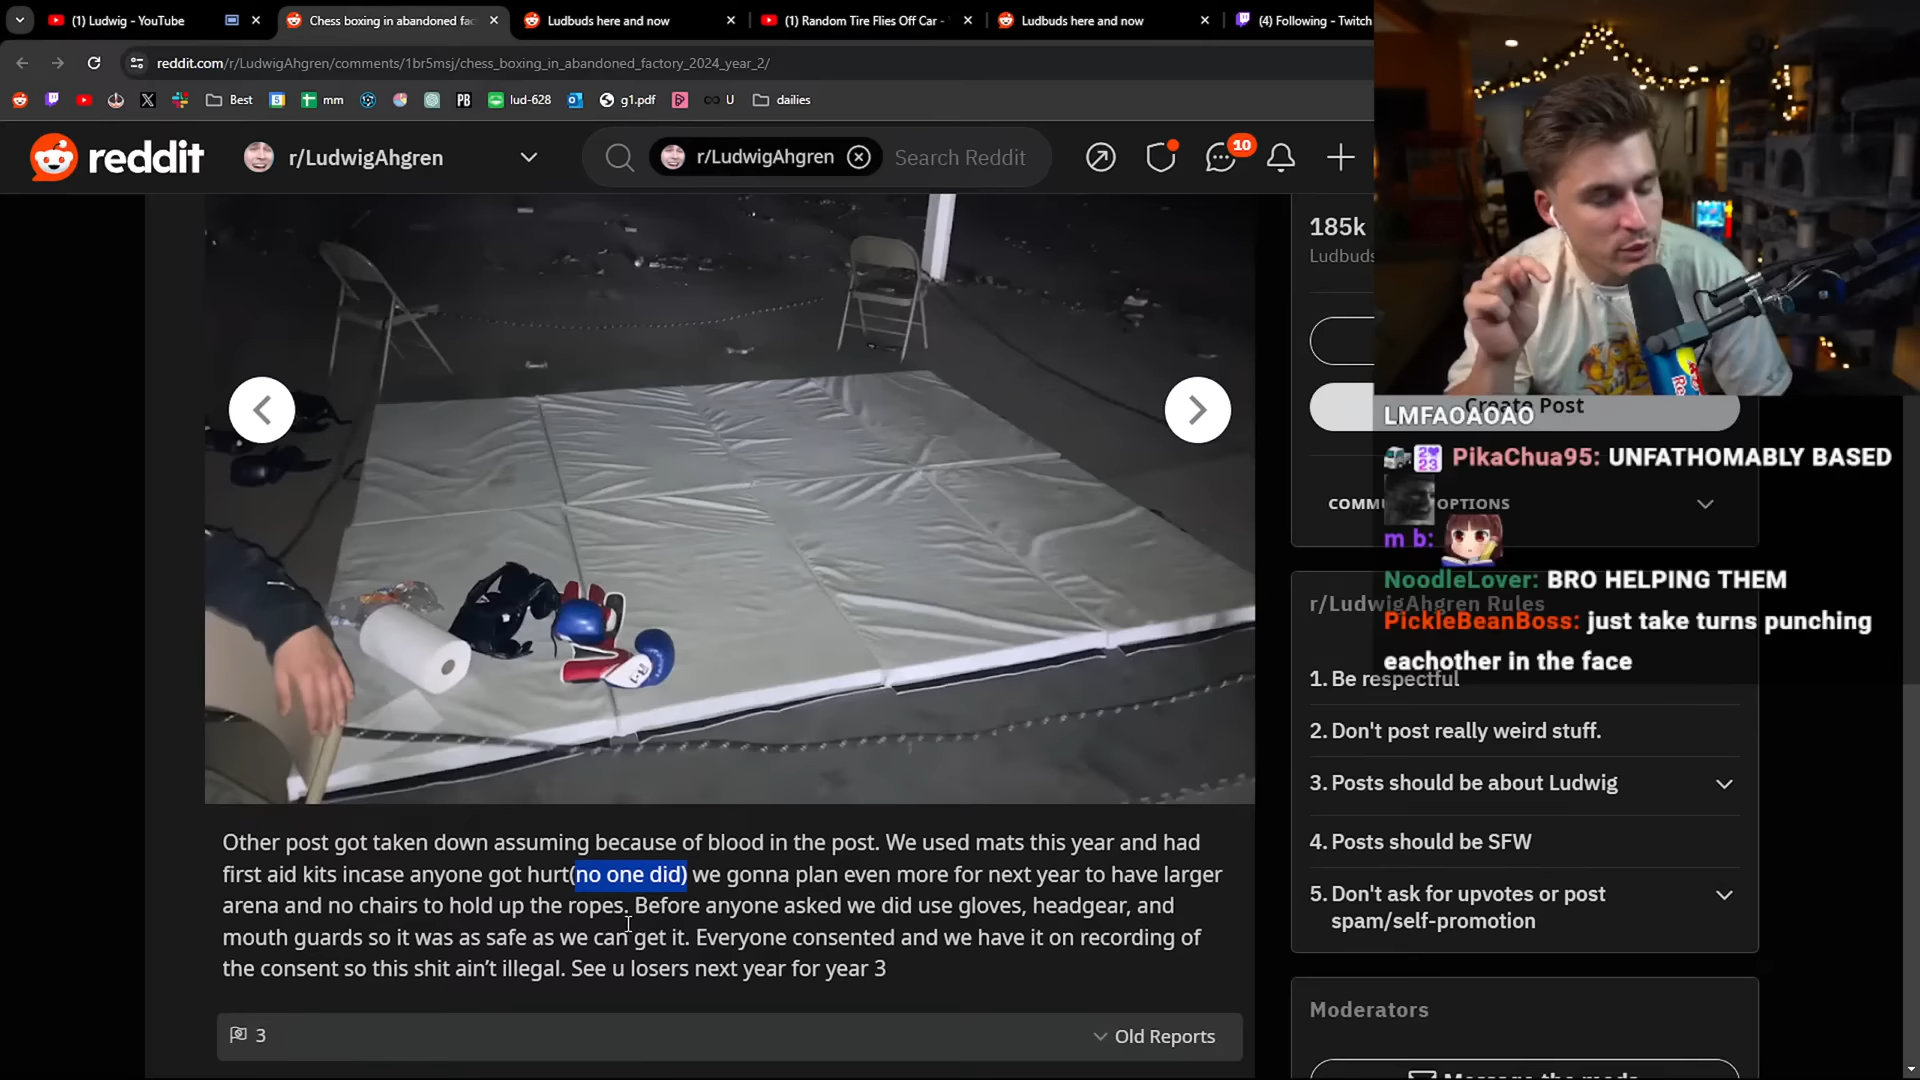 (1) Ludwig - YouTube
Chess boxing in abandoned fac
Ludbuds here and now
(1) Random Tire Flies Off Car -
Ludbuds here and now
(4) Following - Twitch
reddit.com/r/LudwigAhgren/comments/1br5msj/chess_boxing_in_abandoned_factory_2024_year_2/
Best
mm
PB
lud-628
g1.pdf
U
dailies
reddit
r/LudwigAhgren
r/LudwigAhgren
Search Reddit
10
185k
Ludbuds
Create Post
COMMUNITY OPTIONS
r/LudwigAhgren Rules
1. Be respectful
2. Don't post really weird stuff.
3. Posts should be about Ludwig
4. Posts should be SFW
5. Don't ask for upvotes or post
spam/self-promotion
Moderators
Message the mods
LMFAOAOAO
PikaChua95: UNFATHOMABLY BASED
m b:
NoodleLover: BRO HELPING THEM
PickleBeanBoss: just take turns punching
eachother in the face
Other post got taken down assuming because of blood in the post. We used mats this year and had
first aid kits incase anyone got hurt(no one did) we gonna plan even more for next year to have larger
arena and no chairs to hold up the ropes. Before anyone asked we did use gloves, headgear, and
mouth guards so it was as safe as we can get it. Everyone consented and we have it on recording of
the consent so this shit ain't illegal. See u losers next year for year 3
3
Old Reports